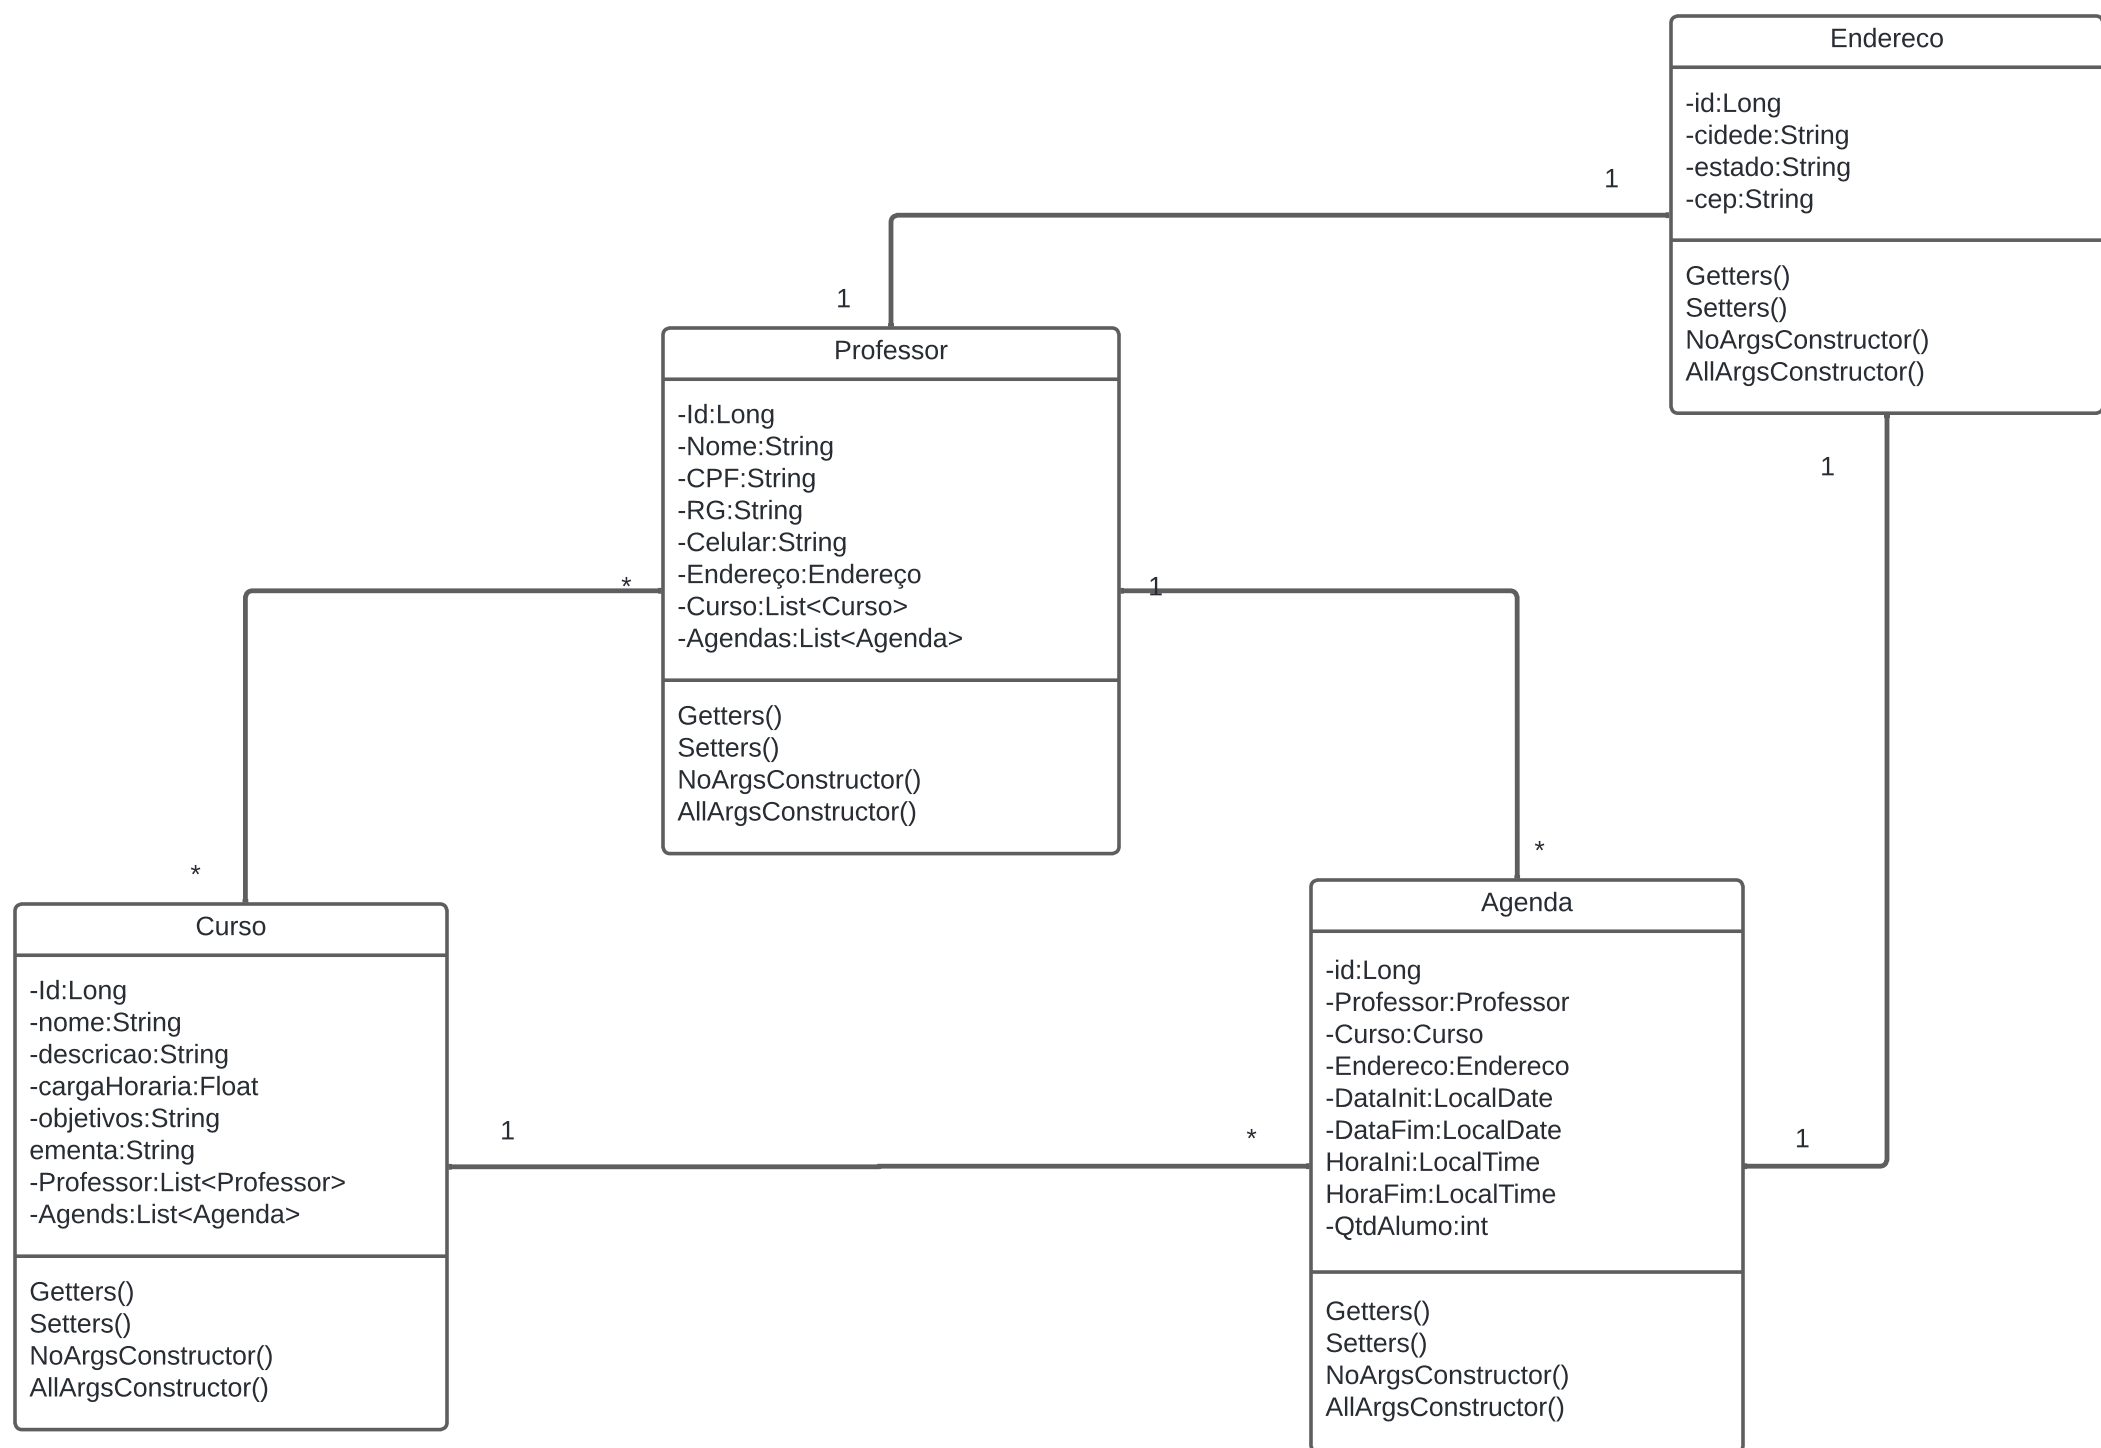 Endereco
-id:Long
-cidede:String
-estado:String
-cep:String
Getters()
Setters()
NoArgsConstructor()
AllArgsConstructor()
1
1
1
Professor
-Id:Long
-Nome:String
-CPF:String
-RG:String
-Celular:String
-Endereço:Endereço
-Curso:List<Curso>
-Agendas:List<Agenda>
Getters()
Setters()
NoArgsConstructor()
AllArgsConstructor()
*
1
*
*
Curso
-Id:Long
-nome:String
-descricao:String
-cargaHoraria:Float
-objetivos:String
ementa:String
-Professor:List<Professor>
-Agends:List<Agenda>
Getters()
Setters()
NoArgsConstructor()
AllArgsConstructor()
1
*
1
Agenda
-id:Long
-Professor:Professor
-Curso:Curso
-Endereco:Endereco
-DataInit:LocalDate
-DataFim:LocalDate
HoraIni:LocalTime
HoraFim:LocalTime
-QtdAlumo:int
Getters()
Setters()
NoArgsConstructor()
AllArgsConstructor()